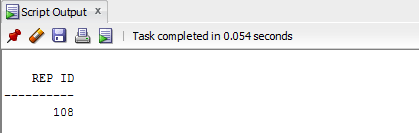 Script Output x
Task completed in 0.054 seconds
REP ID
----------
108